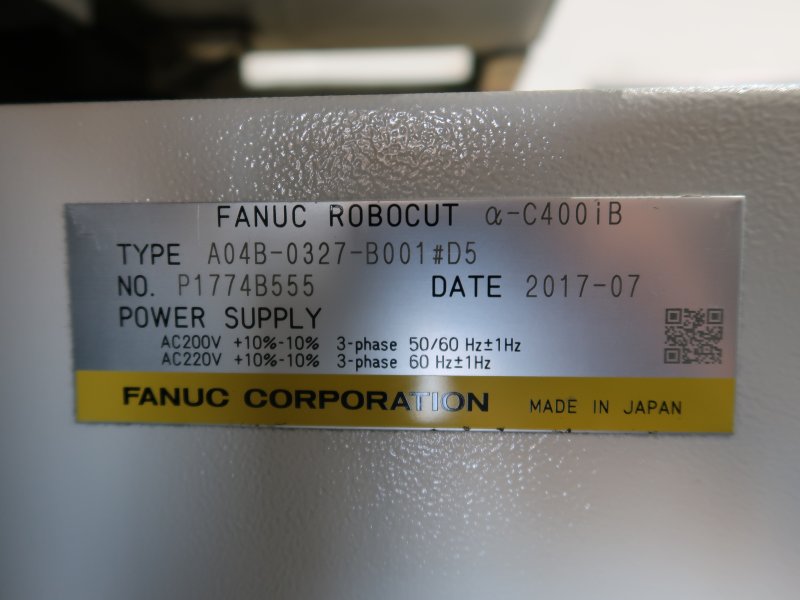 FANUC ROBOCUT α-C400iB
TYPE A04B-0327-B001#D5
NO. P1774B555 DATE 2017-07
POWER SUPPLY
AC200V +10%-10% 3-phase 50/60 Hz±1Hz
AC220V +10%-10% 3-phase 60 Hz±1Hz
FANUC CORPORATION MADE IN JAPAN